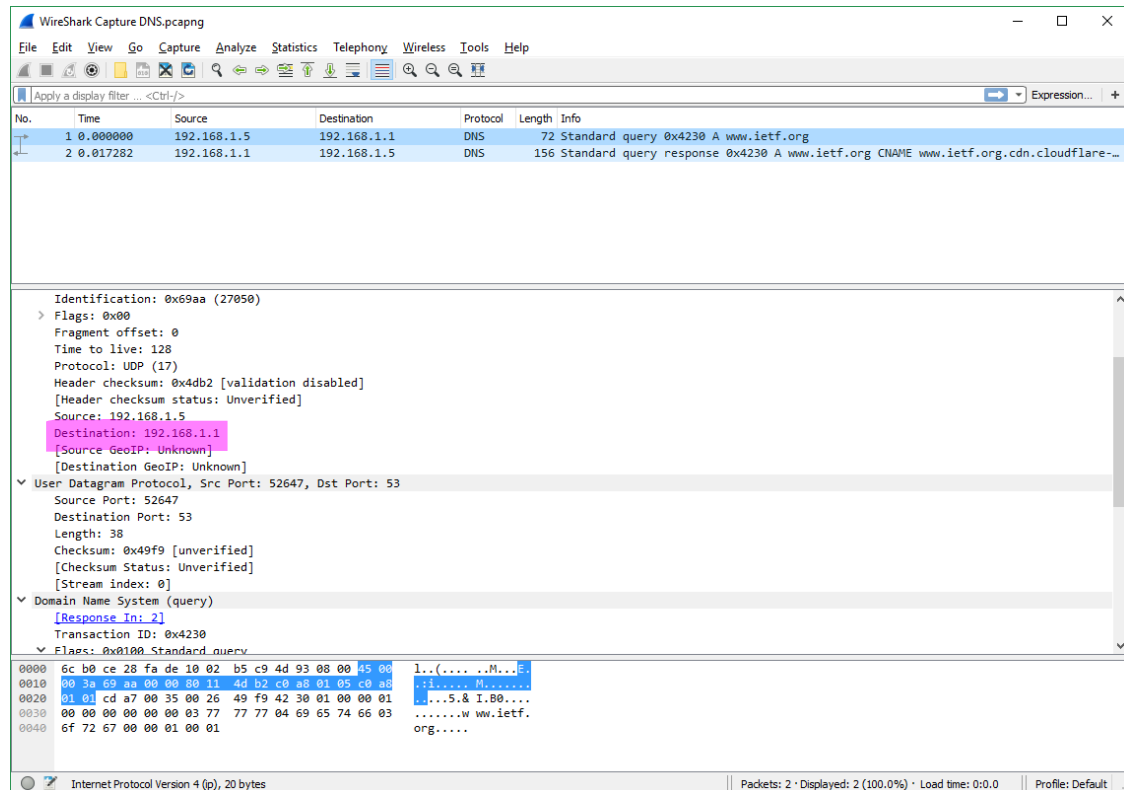 WireShark Capture DNS.pcapng
File Edit View Go Capture Analyze Statistics Telephony Wireless Tools Help
Apply a display filter ... <Ctrl-/> Expression... +
No. Time Source Destination Protocol Length Info
1 0.000000 192.168.1.5 192.168.1.1 DNS 72 Standard query 0x4230 A www.ietf.org
2 0.017282 192.168.1.1 192.168.1.5 DNS 156 Standard query response 0x4230 A www.ietf.org CNAME www.ietf.org.cdn.cloudflare-…
Identification: 0x69aa (27050)
> Flags: 0x00
Fragment offset: 0
Time to live: 128
Protocol: UDP (17)
Header checksum: 0x4db2 [validation disabled]
[Header checksum status: Unverified]
Source: 192.168.1.5
Destination: 192.168.1.1
[Source GeoIP: Unknown]
[Destination GeoIP: Unknown]
User Datagram Protocol, Src Port: 52647, Dst Port: 53
Source Port: 52647
Destination Port: 53
Length: 38
Checksum: 0x49f9 [unverified]
[Checksum Status: Unverified]
[Stream index: 0]
Domain Name System (query)
[Response In: 2]
Transaction ID: 0x4230
Flags: 0x0100 Standard query
0000 6c b0 ce 28 fa de 10 02 b5 c9 4d 93 08 00 45 00 l..(.... ..M...E.
0010 00 3a 69 aa 00 00 80 11 4d b2 c0 a8 01 05 c0 a8 .:i..... M.......
0020 01 01 cd a7 00 35 00 26 49 f9 42 30 01 00 00 01 .....5.& I.B0....
0030 00 00 00 00 00 00 03 77 77 77 04 69 65 74 66 03 .......w ww.ietf.
0040 6f 72 67 00 00 01 00 01 org.....
Internet Protocol Version 4 (ip), 20 bytes Packets: 2 · Displayed: 2 (100.0%) · Load time: 0:0.0 Profile: Default